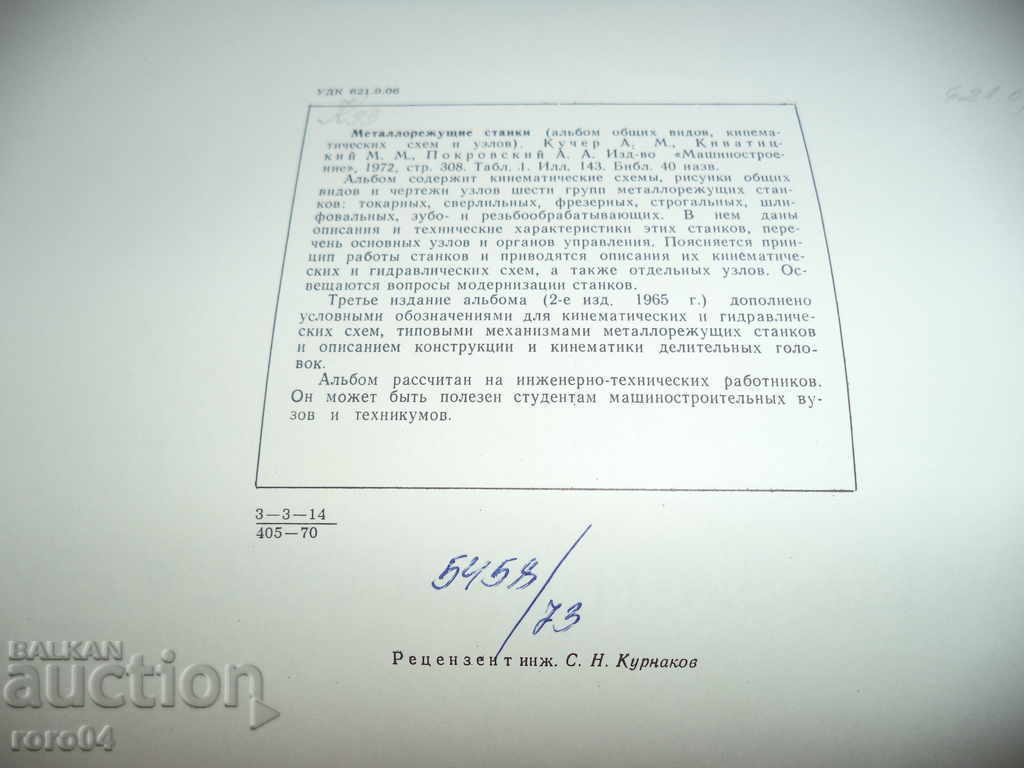 УДК 621.9.06
621.9
К99
Металлорежущие станки (альбом общих видов, кинема-
тических схем и узлов). Кучер А. М., Киватиц-
кий М. М., Покровский А. А. Изд-во «Машинострое-
ние», 1972, стр. 308. Табл. 1. Илл. 143. Библ. 40 назв.
Альбом содержит кинематические схемы, рисунки общих
видов и чертежи узлов шести групп металлорежущих стан-
ков: токарных, сверлильных, фрезерных, строгальных, шли-
фовальных, зубо- и резьбообрабатывающих. В нем даны
описания и технические характеристики этих станков, пере-
чень основных узлов и органов управления. Поясняется прин-
цип работы станков и приводятся описания их кинематиче-
ских и гидравлических схем, а также отдельных узлов. Ос-
вещаются вопросы модернизации станков.
Третье издание альбома (2-е изд. 1965 г.) дополнено
условными обозначениями для кинематических и гидравличе-
ских схем, типовыми механизмами металлорежущих станков
и описанием конструкции и кинематики делительных голо-
вок.
Альбом рассчитан на инженерно-технических работников.
Он может быть полезен студентам машиностроительных ву-
зов и техникумов.
3—3—14
405—70
5458/73
Рецензент инж. С. Н. Курнаков
BALKAN
auction
roro04